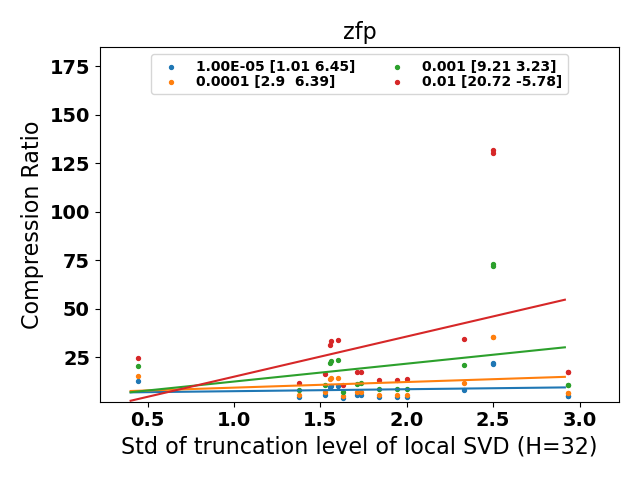 zfp
1.00E-05 [1.01 6.45]
0.0001 [2.9  6.39]
0.001 [9.21 3.23]
0.01 [20.72 -5.78]
Compression Ratio
175
150
125
100
75
50
25
0.5 1.0 1.5 2.0 2.5 3.0
Std of truncation level of local SVD (H=32)